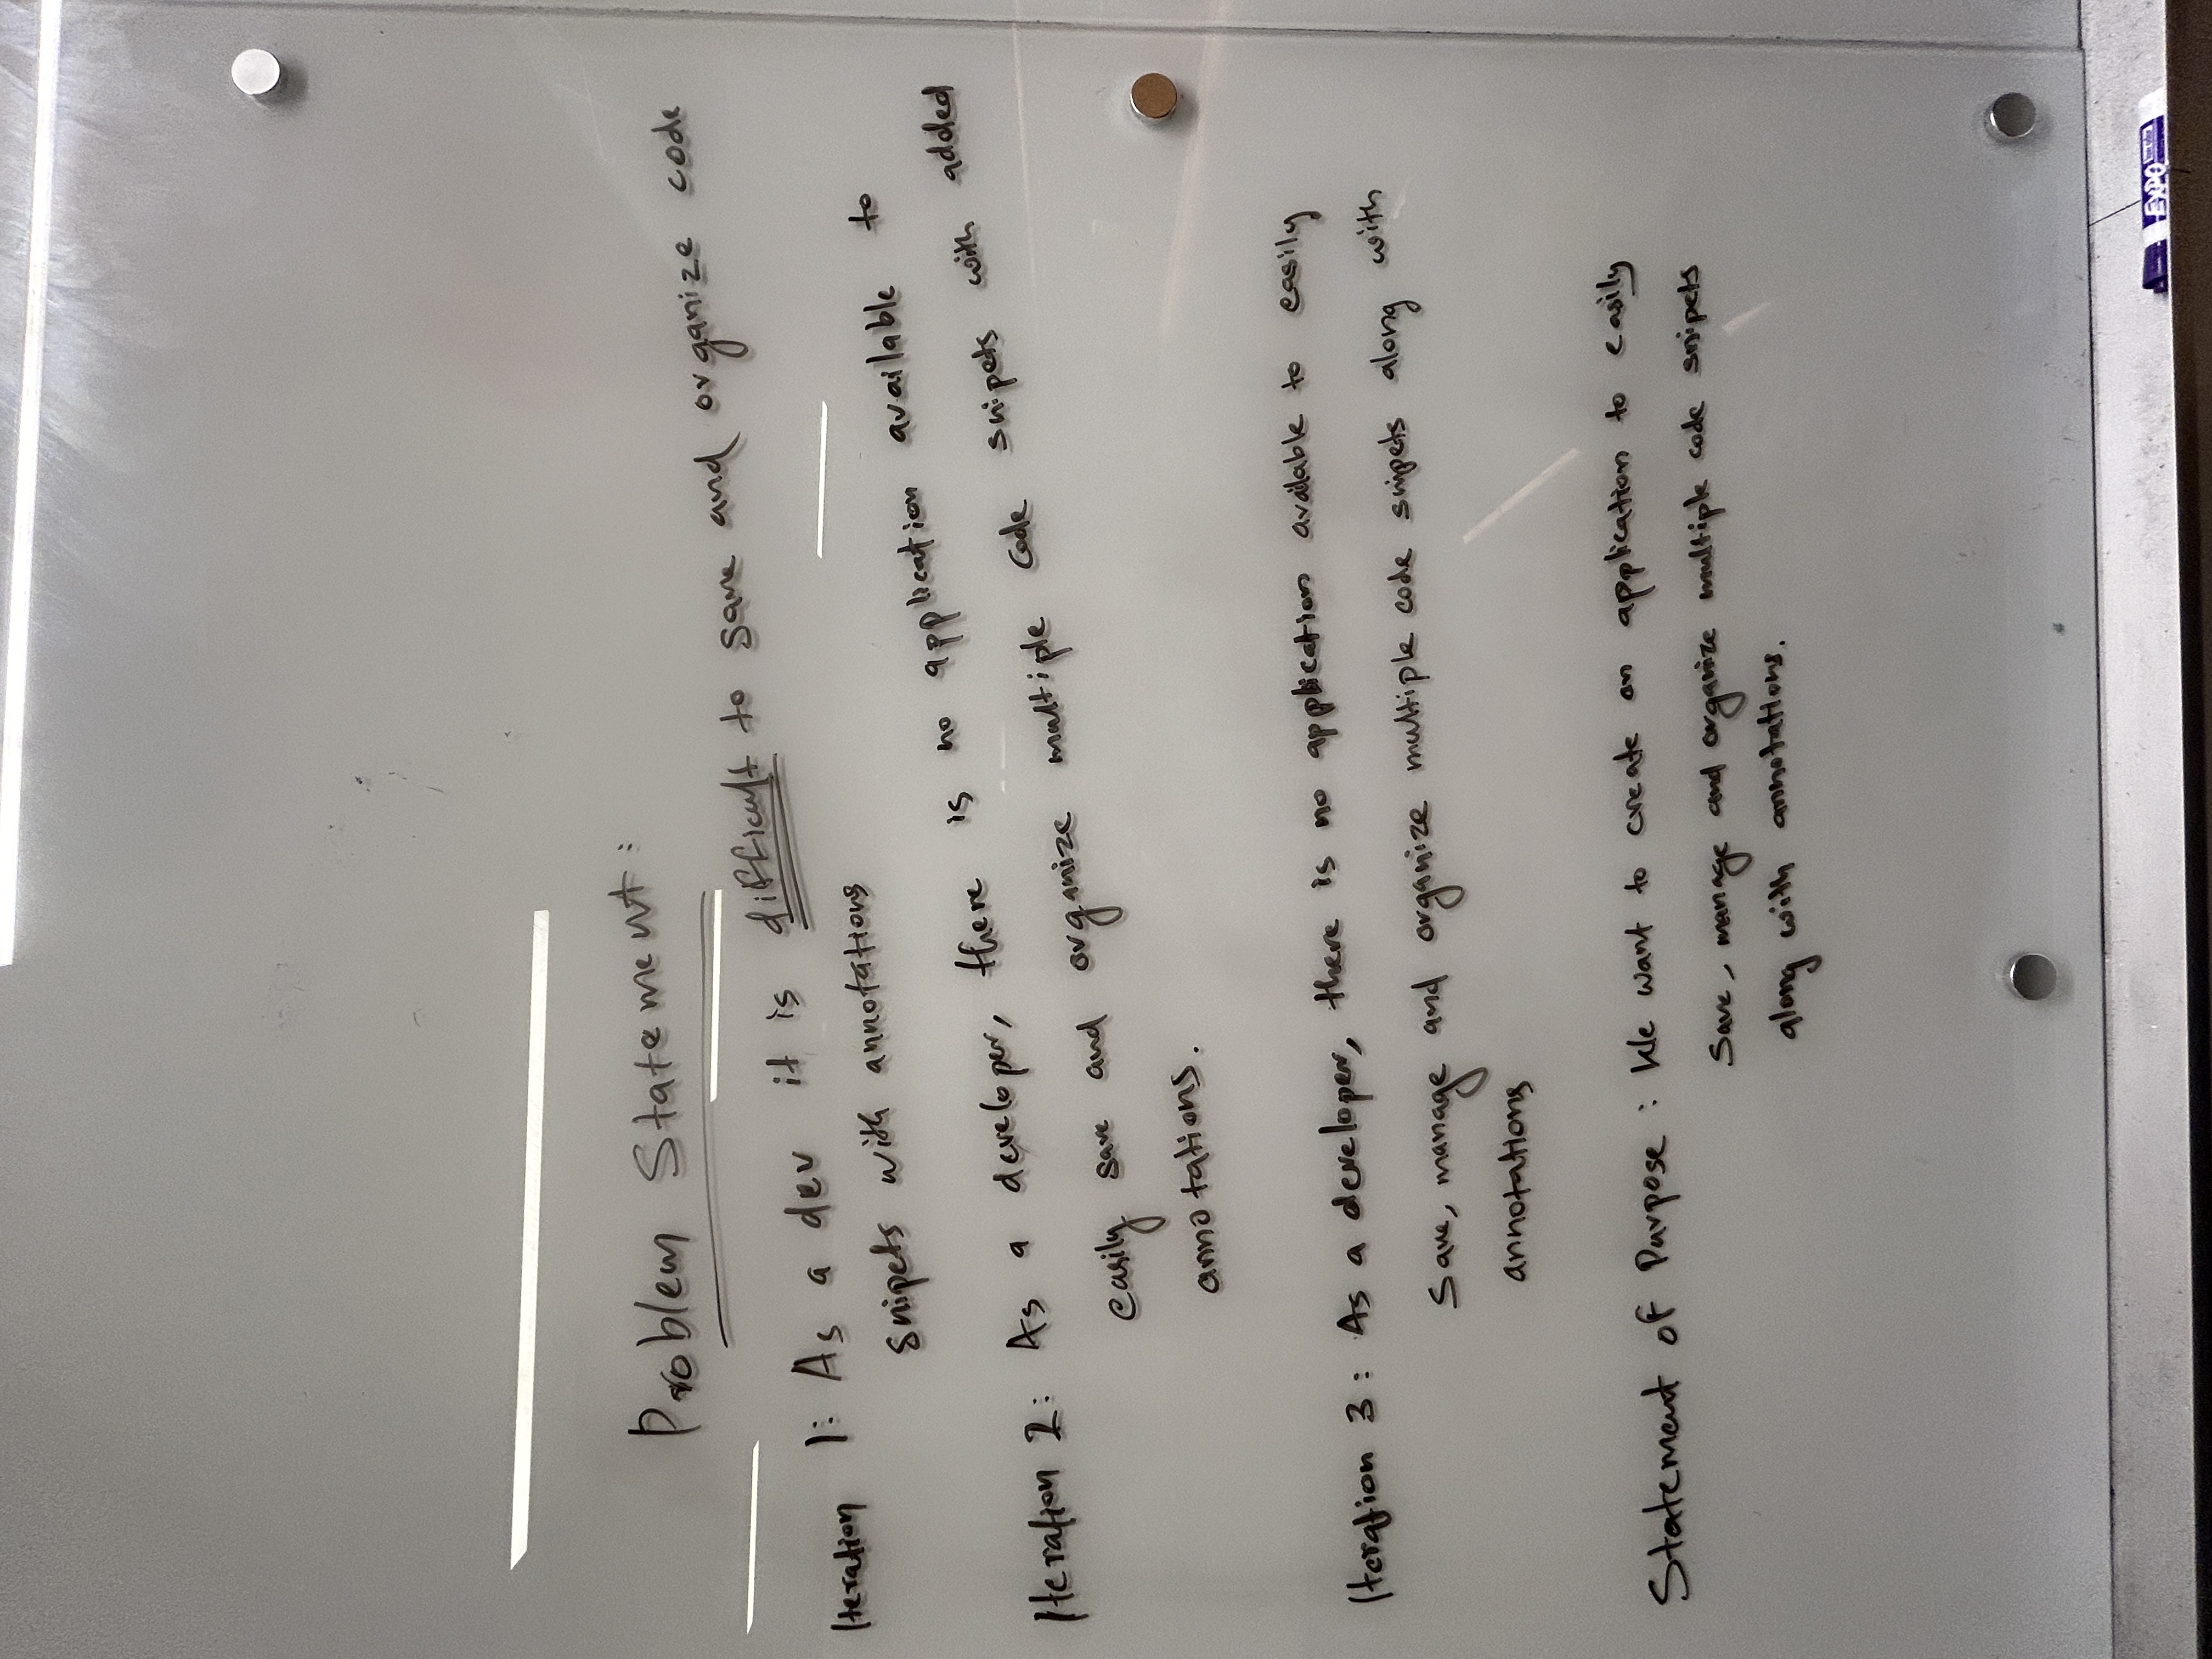 Problem Statement:
Iteration 1: As a dev it is difficult to save and organize code
snipets with annotations
Iteration 2: As a developer, there is no application available to
easily save and organize multiple code snipets with added
annotations.
Iteration 3: As a developer, there is no application available to easily
Save, manage and organize multiple code snipets along with
annotations
Statement of Purpose: We want to create an application to easily
Save, manage and organize multiple code snipets
along with annotations.
EXPO